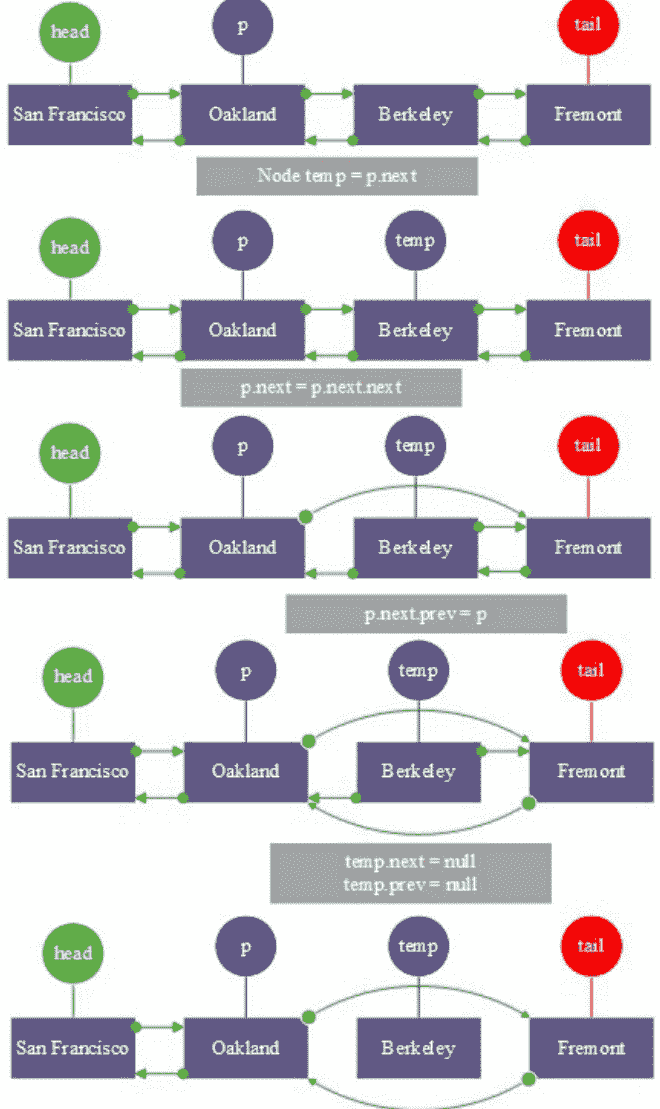 head
p
tail
San Francisco
Oakland
Berkeley
Fremont
Node temp = p.next
head
p
temp
tail
San Francisco
Oakland
Berkeley
Fremont
p.next = p.next.next
head
p
temp
tail
San Francisco
Oakland
Berkeley
Fremont
p.next.prev = p
head
p
temp
tail
San Francisco
Oakland
Berkeley
Fremont
temp.next = null
temp.prev = null
head
p
temp
tail
San Francisco
Oakland
Berkeley
Fremont